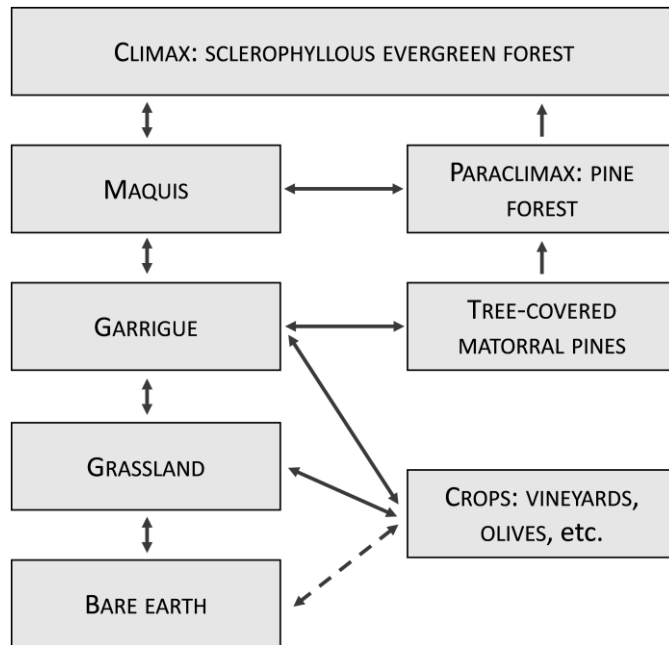 CLIMAX: SCLEROPHYLLOUS EVERGREEN FOREST
MAQUIS
PARACLIMAX: PINE
FOREST
GARRIGUE
TREE-COVERED
MATORRAL PINES
GRASSLAND
CROPS: VINEYARDS,
OLIVES, etc.
BARE EARTH